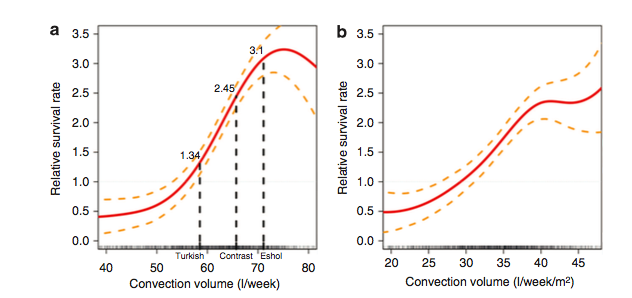 a
3.5
3.0
2.5
2.0
1.5
1.0
0.5
0.0
Relative survival rate
3.1
2.45
1.34
Turkish Contrast Eshol
40 50 60 70 80
Convection volume (l/week)
b
3.5
3.0
2.5
2.0
1.5
1.0
0.5
0.0
Relative survival rate
20 25 30 35 40 45
Convection volume (l/week/m²)